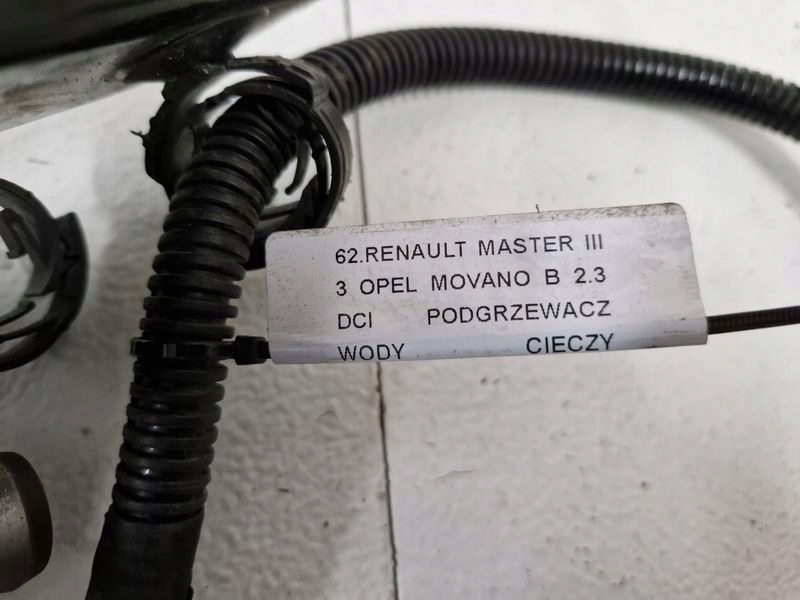 62.RENAULT MASTER III
3 OPEL MOVANO B 2.3
DCI PODGRZEWACZ
WODY CIECZY